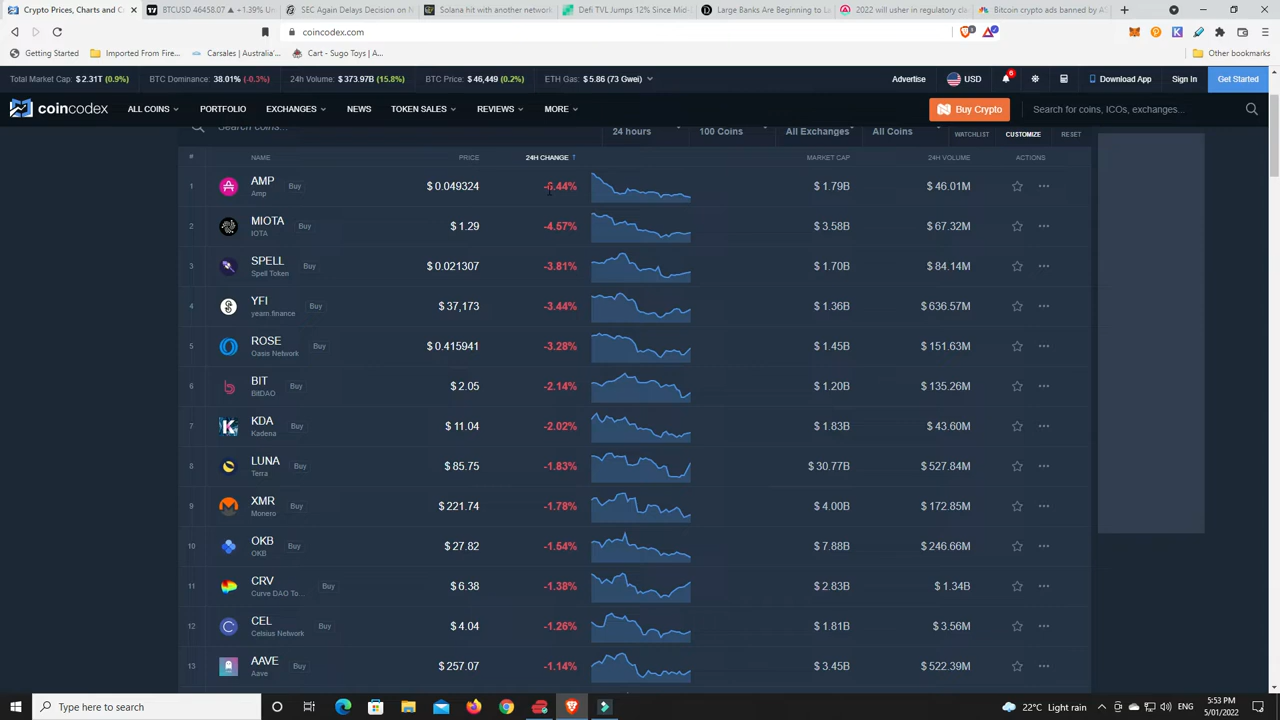 Crypto Prices, Charts and Cr
BTCUSD 46458.07 ▲ +1.39% Un
SEC Again Delays Decision on N
Solana hit with another network
Defi TVL Jumps 12% Since Mid-
Large Banks Are Beginning to Le
2022 will usher in regulatory cla
Bitcoin crypto ads banned by AS
coincodex.com
Getting Started
Imported From Fire...
Carsales | Australia'...
Cart - Sugo Toys | A...
Other bookmarks
Total Market Cap: $ 2.31T (0.9%)
BTC Dominance: 38.01% (-0.3%)
24h Volume: $ 373.97B (15.8%)
BTC Price: $ 46,449 (0.2%)
ETH Gas: $ 5.86 (73 Gwei)
Advertise
USD
6
Download App
Sign In
Get Started
coincodex
ALL COINS
PORTFOLIO
EXCHANGES
NEWS
TOKEN SALES
REVIEWS
MORE
Buy Crypto
Search for coins, ICOs, exchanges...
Search coins...
24 hours
100 Coins
All Exchanges
All Coins
WATCHLIST
CUSTOMIZE
RESET
# NAME PRICE 24H CHANGE ↑ MARKET CAP 24H VOLUME ACTIONS
1 AMP Buy $ 0.049324 .44% $ 1.79B $ 46.01M
Amp
2 MIOTA Buy $ 1.29 -4.57% $ 3.58B $ 67.32M
IOTA
3 SPELL Buy $ 0.021307 -3.81% $ 1.70B $ 84.14M
Spell Token
4 YFI Buy $ 37,173 -3.44% $ 1.36B $ 636.57M
yearn.finance
5 ROSE Buy $ 0.415941 -3.28% $ 1.45B $ 151.63M
Oasis Network
6 BIT Buy $ 2.05 -2.14% $ 1.20B $ 135.26M
BitDAO
7 KDA Buy $ 11.04 -2.02% $ 1.83B $ 43.60M
Kadena
8 LUNA Buy $ 85.75 -1.83% $ 30.77B $ 527.84M
Terra
9 XMR Buy $ 221.74 -1.78% $ 4.00B $ 172.85M
Monero
10 OKB Buy $ 27.82 -1.54% $ 7.88B $ 246.66M
OKB
11 CRV Buy $ 6.38 -1.38% $ 2.83B $ 1.34B
Curve DAO To...
12 CEL Buy $ 4.04 -1.26% $ 1.81B $ 3.56M
Celsius Network
13 AAVE Buy $ 257.07 -1.14% $ 3.45B $ 522.39M
Aave
Type here to search
22°C Light rain
5:53 PM
5/01/2022